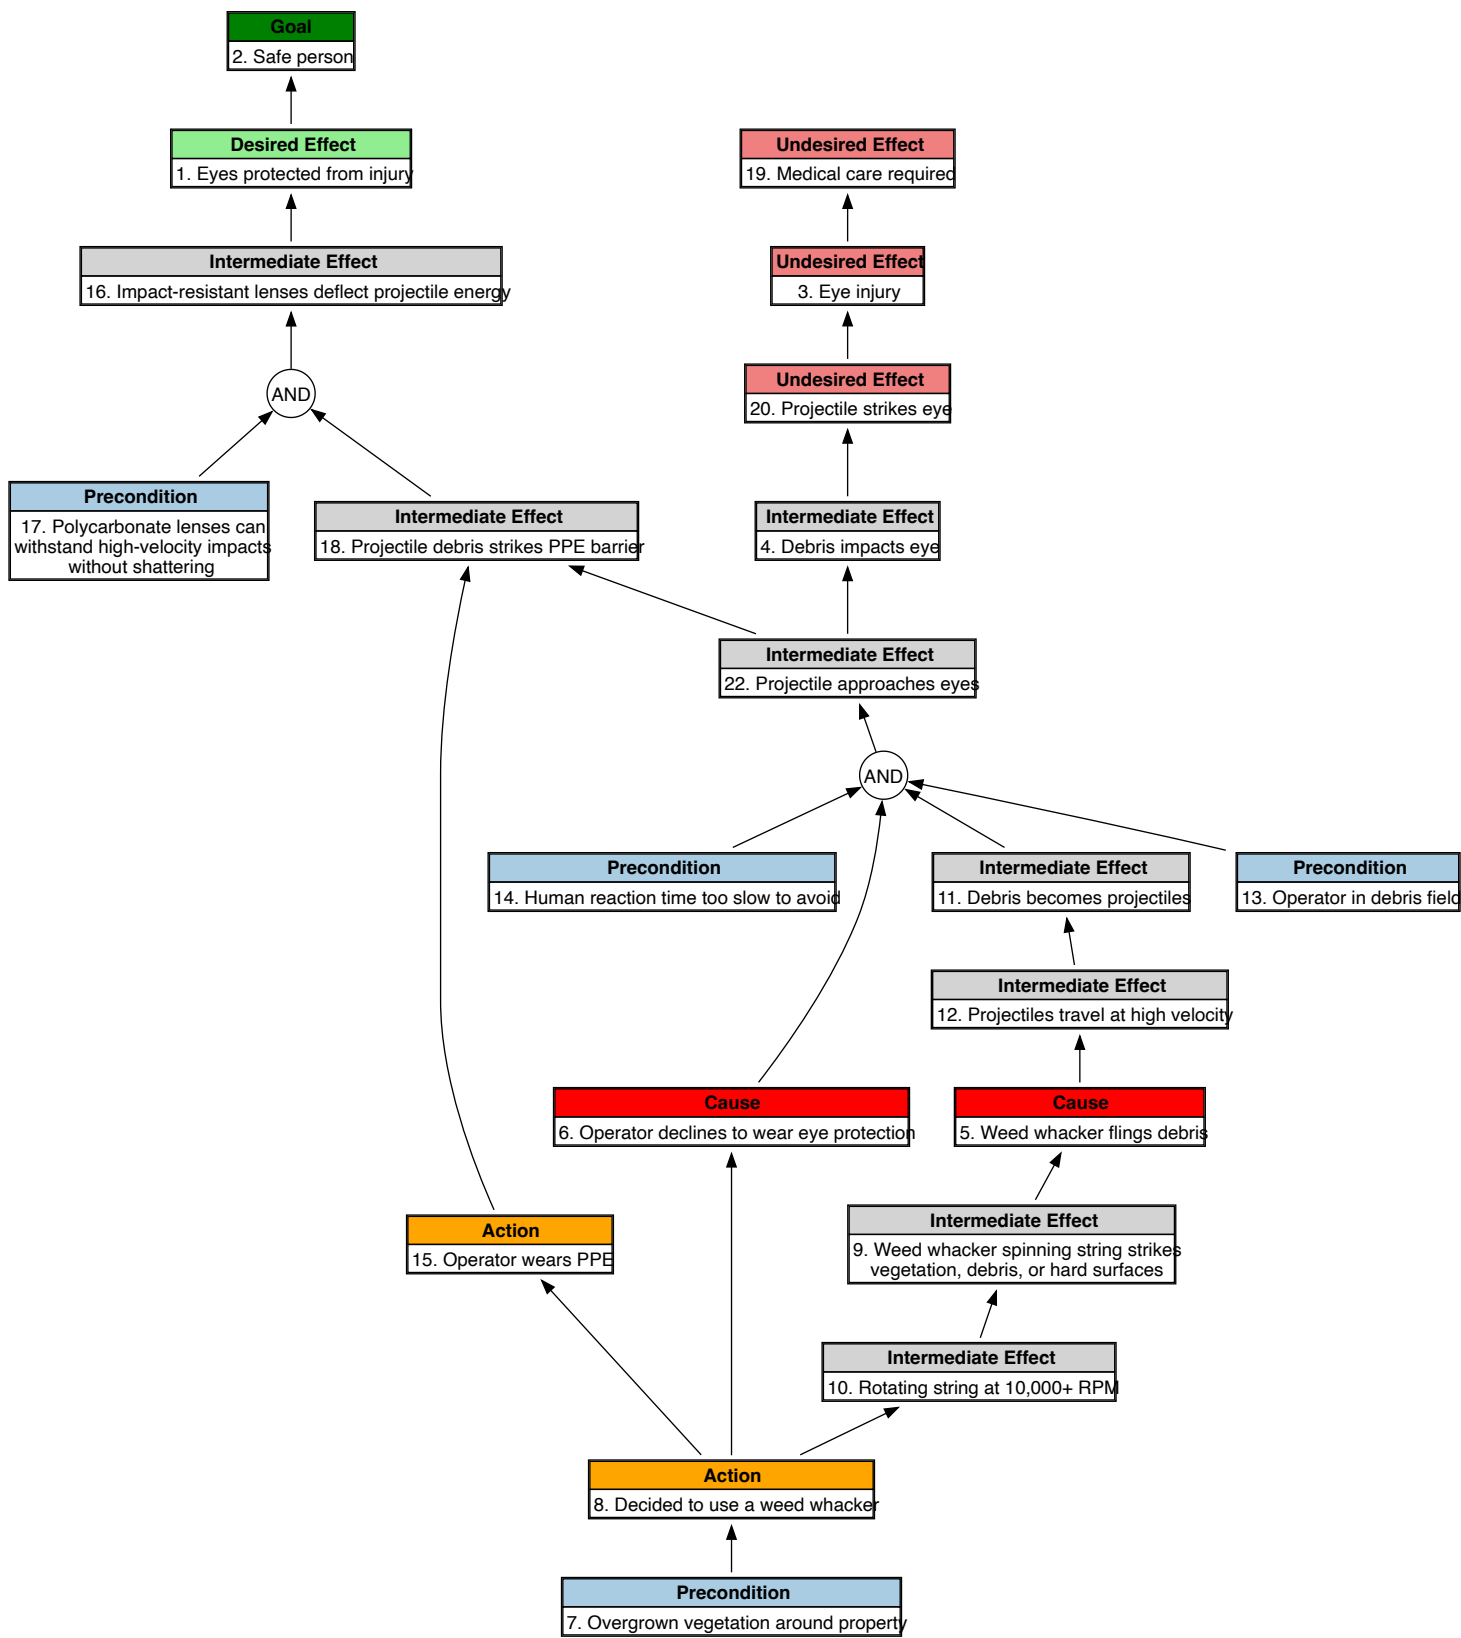 Goal
2. Safe person
Desired Effect
1. Eyes protected from injury
Undesired Effect
19. Medical care required
Intermediate Effect
16. Impact-resistant lenses deflect projectile energy
Undesired Effect
3. Eye injury
AND
Undesired Effect
20. Projectile strikes eye
Precondition
17. Polycarbonate lenses can
withstand high-velocity impacts
without shattering
Intermediate Effect
18. Projectile debris strikes PPE barrier
Intermediate Effect
4. Debris impacts eye
Intermediate Effect
22. Projectile approaches eyes
AND
Precondition
14. Human reaction time too slow to avoid
Intermediate Effect
11. Debris becomes projectiles
Precondition
13. Operator in debris field
Intermediate Effect
12. Projectiles travel at high velocity
Cause
6. Operator declines to wear eye protection
Cause
5. Weed whacker flings debris
Action
15. Operator wears PPE
Intermediate Effect
9. Weed whacker spinning string strikes
vegetation, debris, or hard surfaces
Intermediate Effect
10. Rotating string at 10,000+ RPM
Action
8. Decided to use a weed whacker
Precondition
7. Overgrown vegetation around property